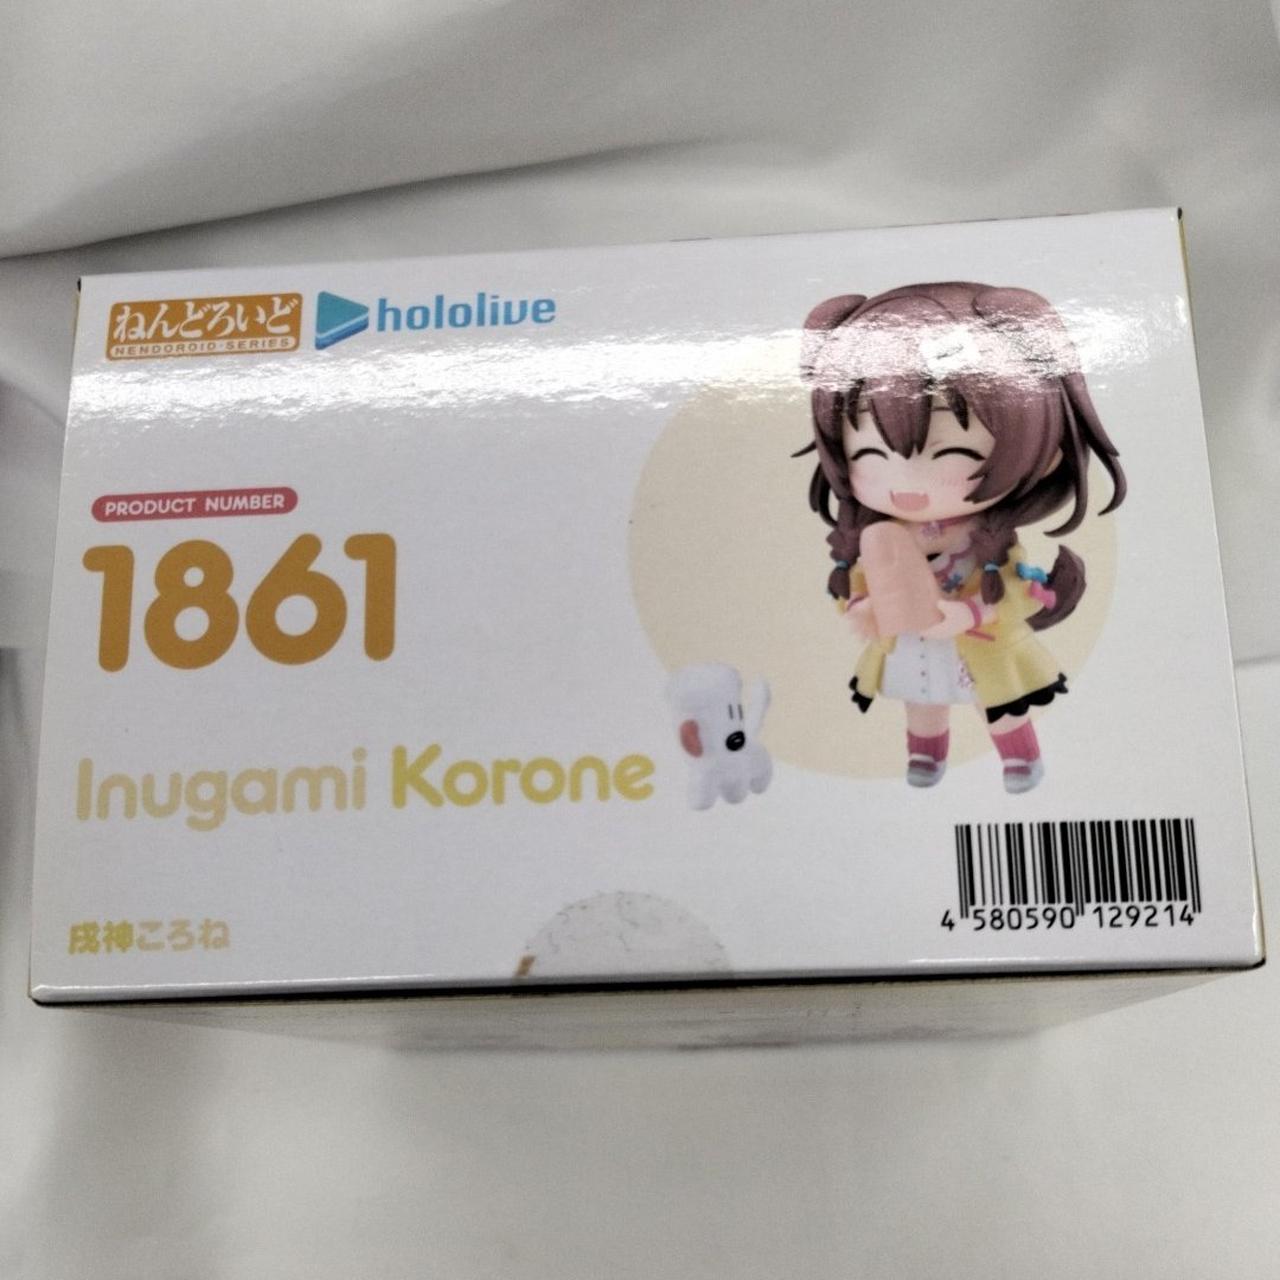 ねんどろいど
NENDOROID·SERIES
hololive
PRODUCT NUMBER
1861
Inugami Korone
戌神ころね
4 580590 129214